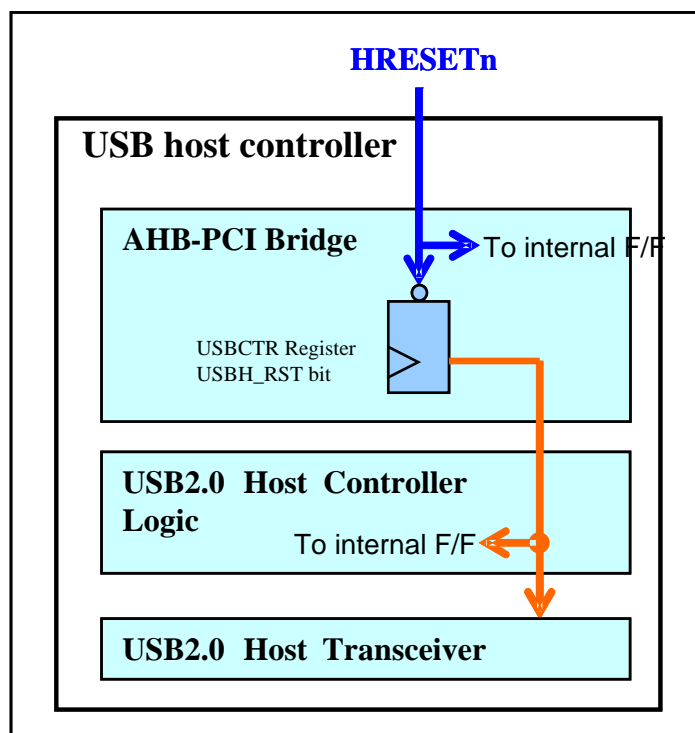 HRESETn
USB host controller
AHB-PCI Bridge
To internal F/F
USBCTR Register
USBH_RST bit
USB2.0 Host Controller
Logic
To internal F/F
USB2.0 Host Transceiver